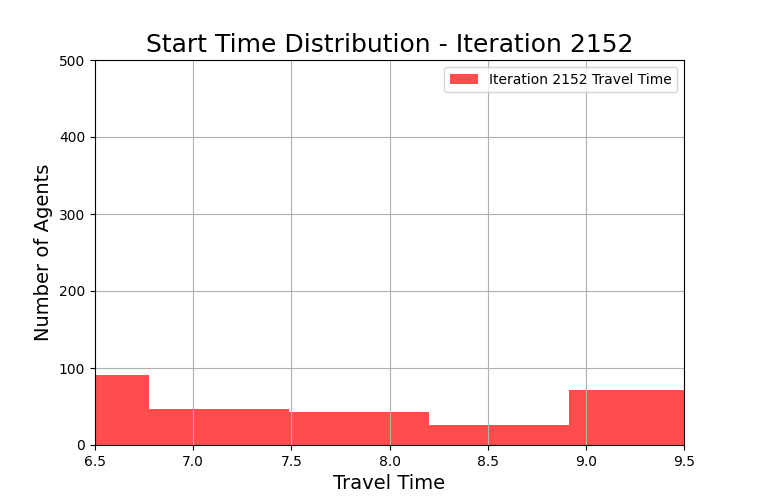 Start Time Distribution - Iteration 2152
Iteration 2152 Travel Time
Number of Agents
500
400
300
200
100
0
6.5 7.0 7.5 8.0 8.5 9.0 9.5
Travel Time